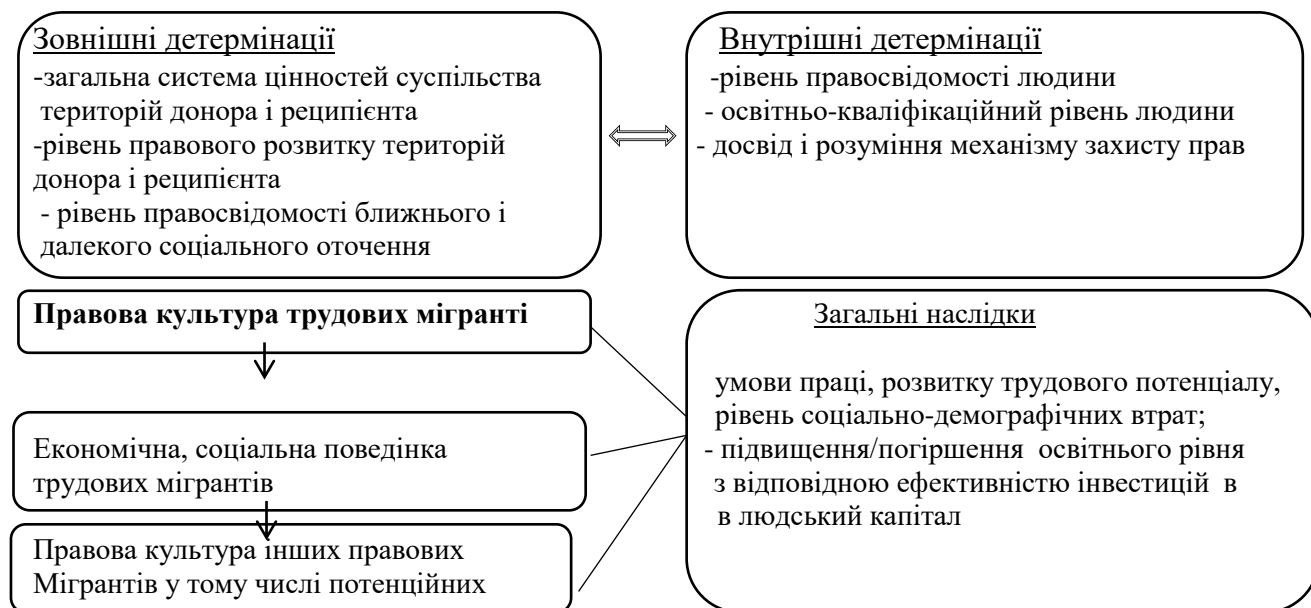 Зовнішні детермінації
-загальна система цінностей суспільства
територій донора і реципієнта
-рівень правового розвитку територій
донора і реципієнта
- рівень правосвідомості ближнього і
далекого соціального оточення
Внутрішні детермінації
-рівень правосвідомості людини
- освітньо-кваліфікаційний рівень людини
- досвід і розуміння механізму захисту прав
Правова культура трудових мігранті
Економічна, соціальна поведінка
трудових мігрантів
Правова культура інших правових
Мігрантів у тому числі потенційних
Загальні наслідки
умови праці, розвитку трудового потенціалу,
рівень соціально-демографічних втрат;
- підвищення/погіршення освітнього рівня
з відповідною ефективністю інвестицій в
в людський капітал